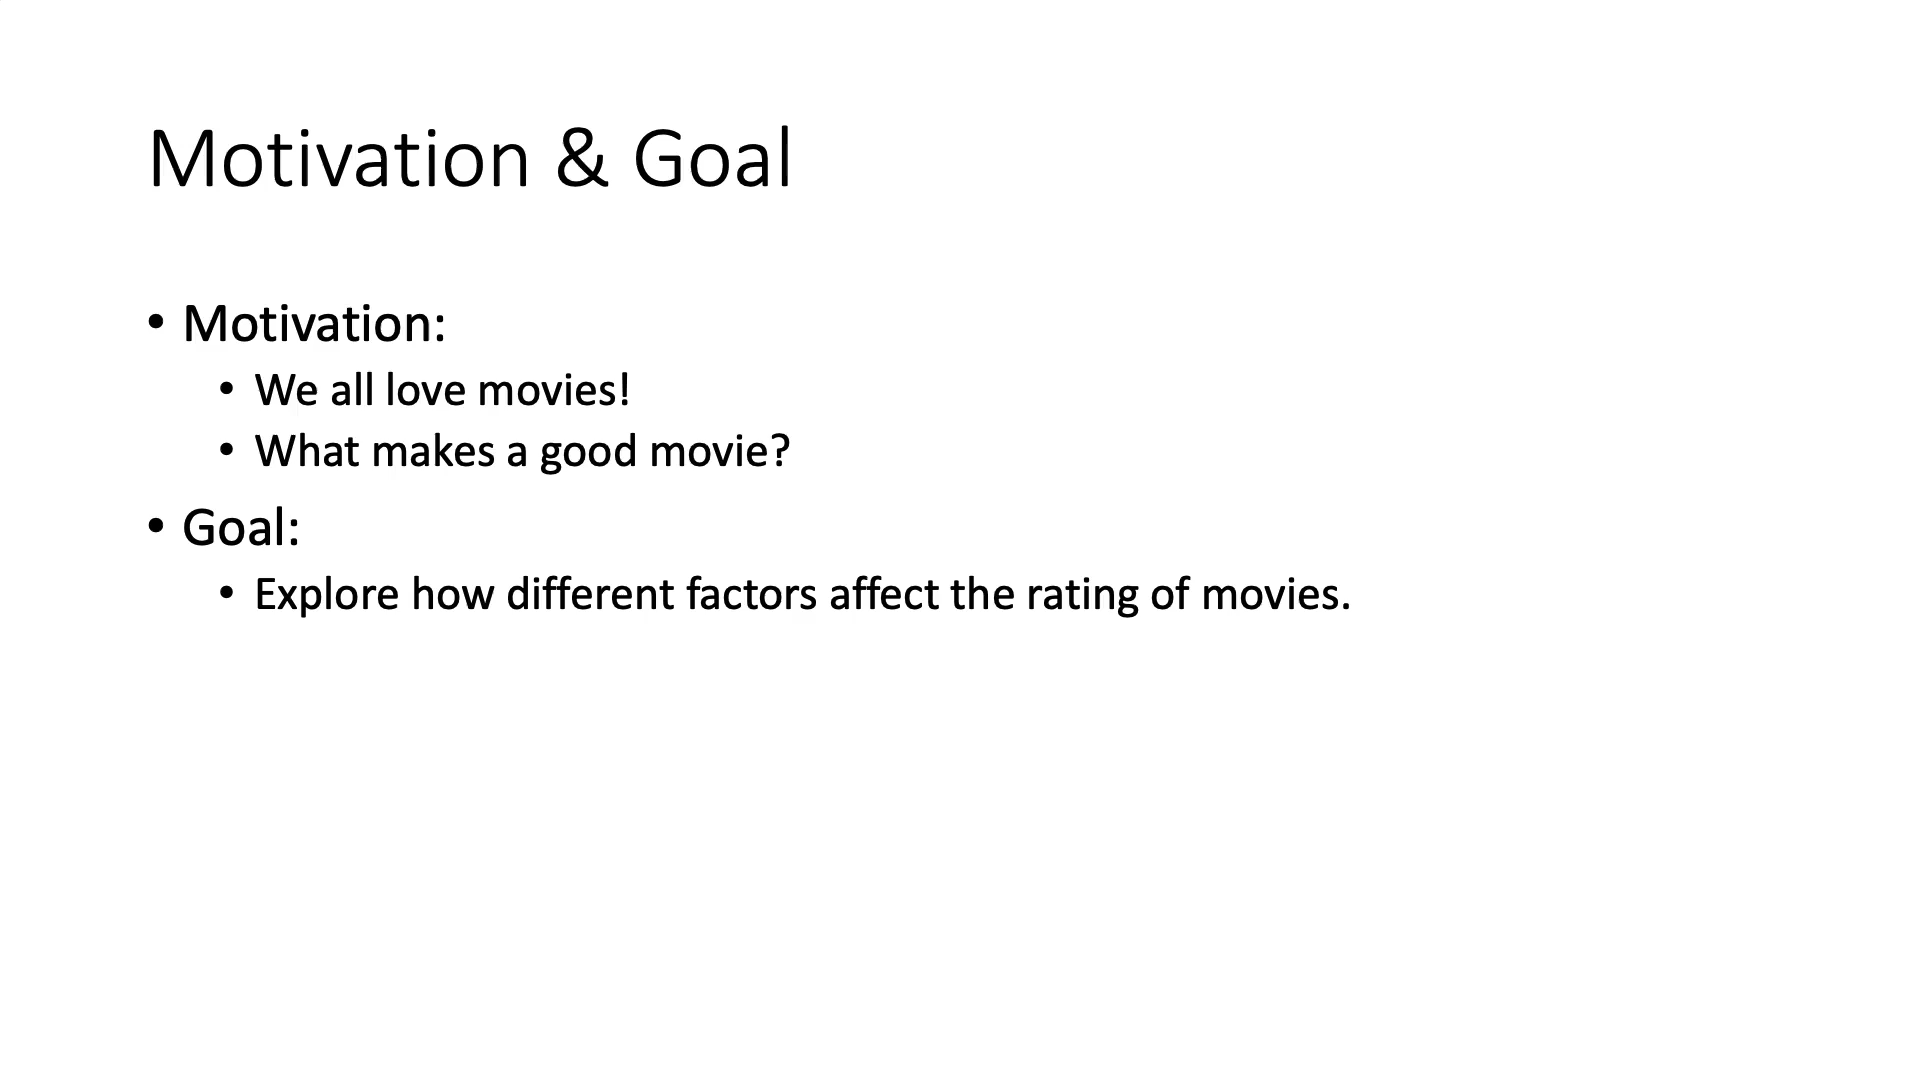 Motivation & Goal
• Motivation:
• We all love movies!
• What makes a good movie?
• Goal:
• Explore how different factors affect the rating of movies.